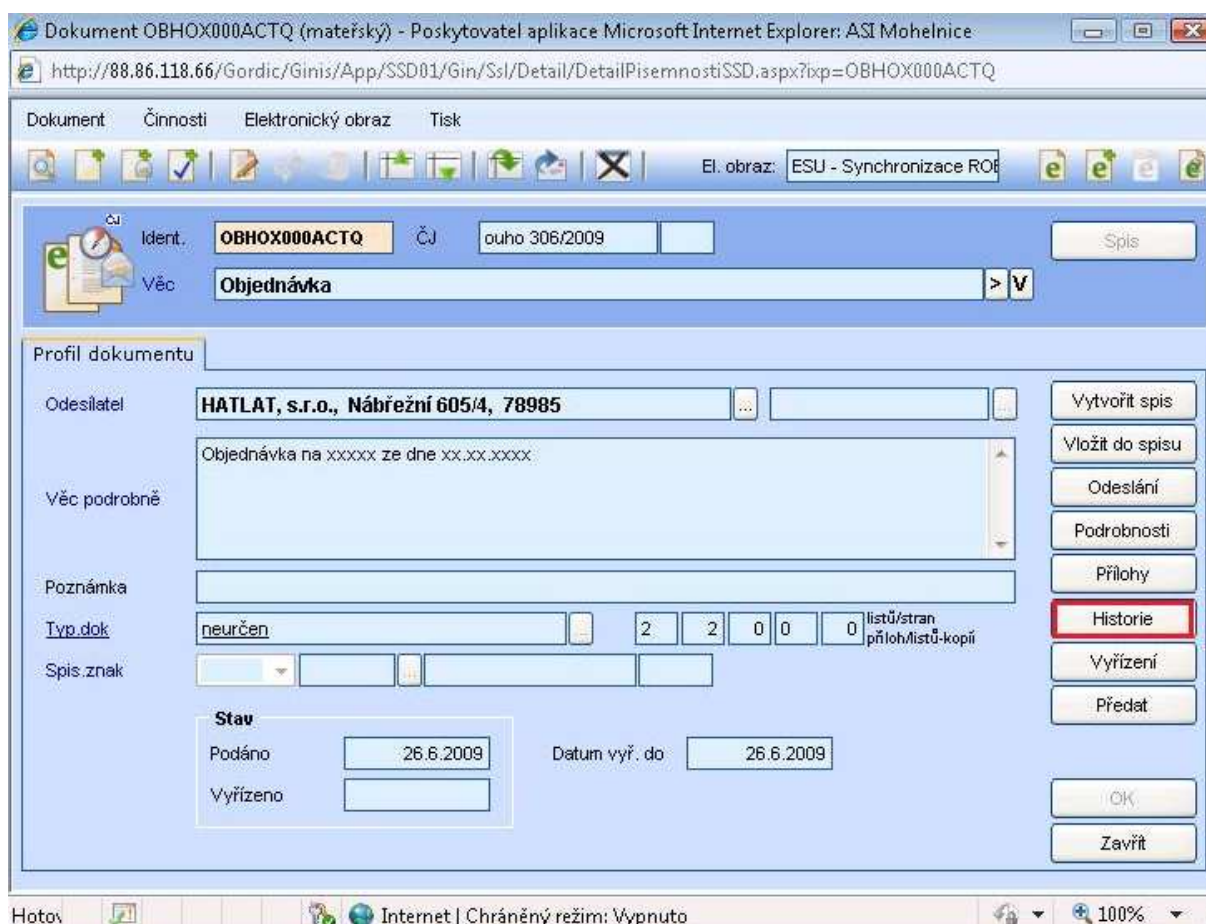 Dokument OBHOX000ACTQ (mateřský) - Poskytovatel aplikace Microsoft Internet Explorer: ASI Mohelnice
http://88.86.118.66/Gordic/Ginis/App/SSD01/Gin/Ssl/Detail/DetailPisemnostiSSD.aspx?ixp=OBHOX000ACTQ
Dokument Činnosti Elektronický obraz Tisk
El. obraz: ESU - Synchronizace ROB
ČJ
Ident. OBHOX000ACTQ ČJ ouho 306/2009 Spis
Věc Objednávka > V
Profil dokumentu
Odesílatel HATLAT, s.r.o., Nábřežní 605/4, 78985 ... ... Vytvořit spis
Objednávka na xxxxx ze dne xx.xx.xxxx Vložit do spisu
Věc podrobně Odeslání
Podrobnosti
Poznámka Přílohy
Typ.dok neurčen ... 2 2 0 0 0 listů/stran příloh/listů-kopií Historie
Spis.znak ... Vyřízení
Stav Předat
Podáno 26.6.2009 Datum vyř. do 26.6.2009
Vyřízeno OK
Zavřít
Hotov Internet | Chráněný režim: Vypnuto 100%